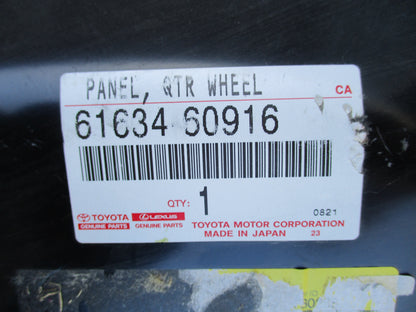 PANEL, QTR WHEEL
CA
61634 60916
QTY: 1
0821
TOYOTA LEXUS
GENUINE PARTS GENUINE PARTS
TOYOTA MOTOR CORPORATION
MADE IN JAPAN 23